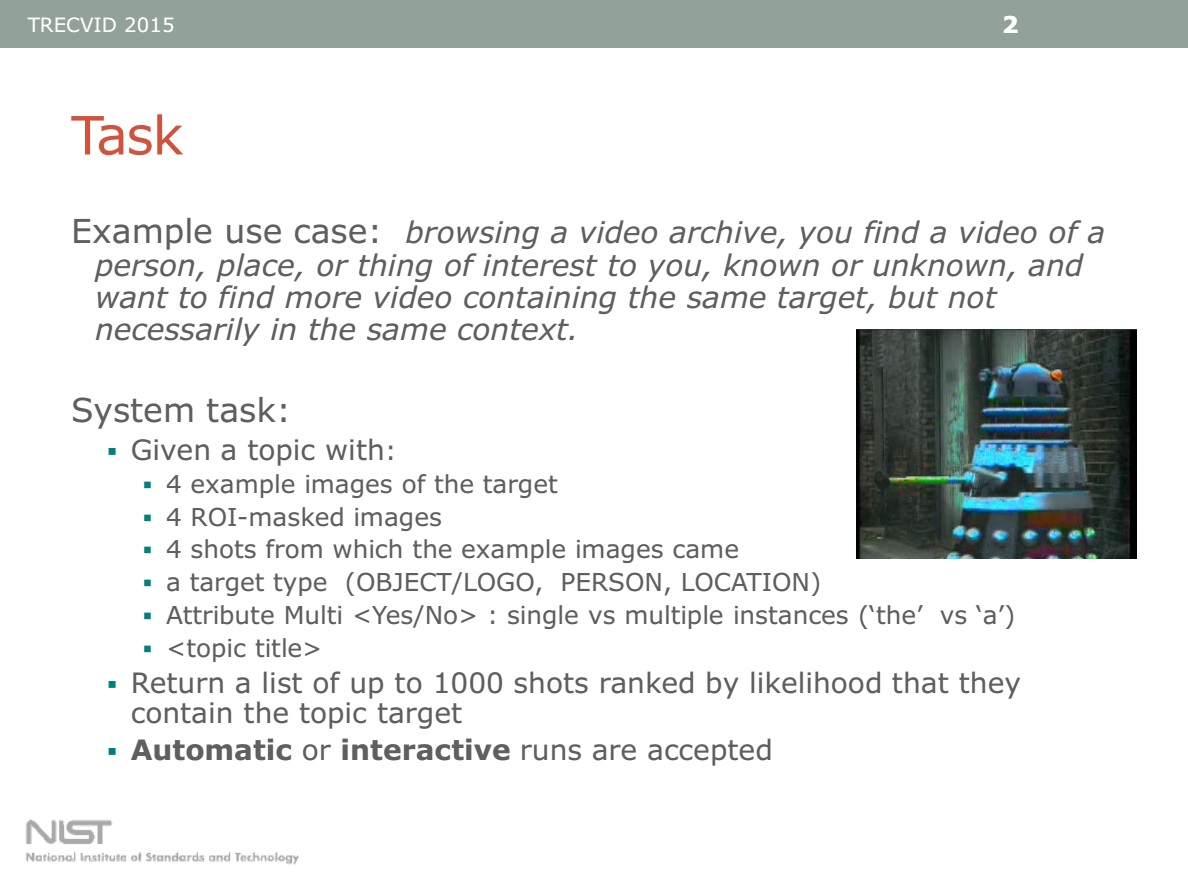 TRECVID 2015
2
Task
Example use case:  browsing a video archive, you find a video of a
person, place, or thing of interest to you, known or unknown, and
want to find more video containing the same target, but not
necessarily in the same context.
System task:
▪ Given a topic with:
▪ 4 example images of the target
▪ 4 ROI-masked images
▪ 4 shots from which the example images came
▪ a target type  (OBJECT/LOGO,  PERSON, LOCATION)
▪ Attribute Multi <Yes/No> : single vs multiple instances (‘the’  vs ‘a’)
▪ <topic title>
▪ Return a list of up to 1000 shots ranked by likelihood that they
contain the topic target
▪ Automatic or interactive runs are accepted
NIST
National Institute of Standards and Technology